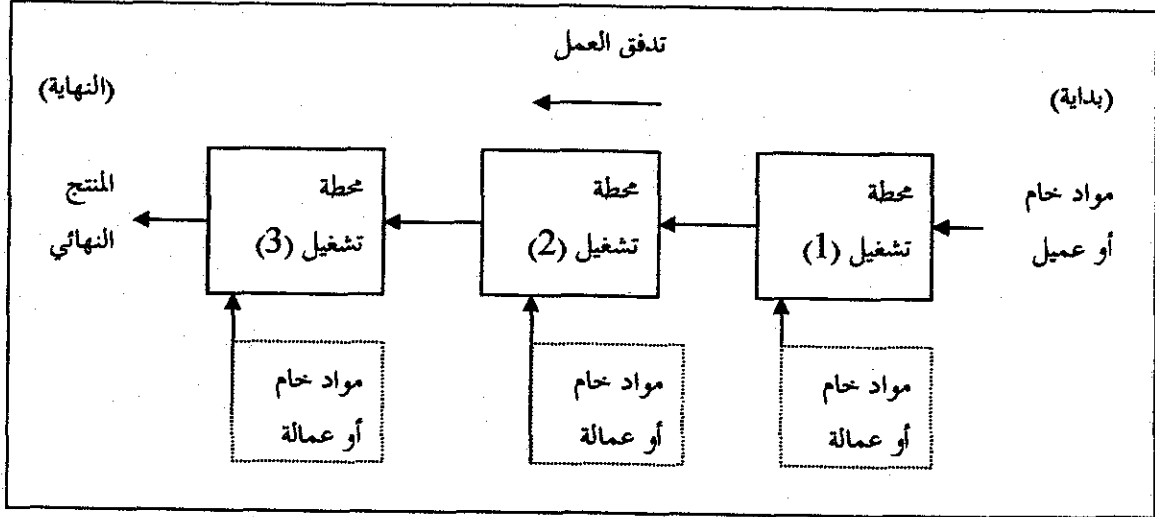 تدفق العمل
(بداية)
(النهاية)
مواد خام
أو عميل
محطة
تشغيل (1)
محطة
تشغيل (2)
محطة
تشغيل (3)
المنتج
النهائي
مواد خام
أو عمالة
مواد خام
أو عمالة
مواد خام
أو عمالة